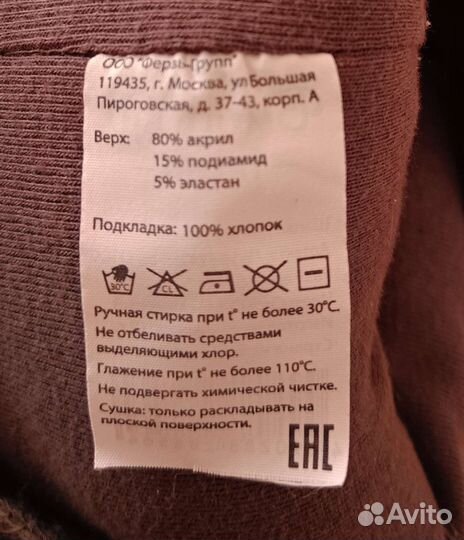 ООО "Ферзь-групп"
119435, г. Москва, ул Большая
Пироговская, д. 37-43, корп. А
Верх: 80% акрил
15% подиамид
5% эластан
Подкладка: 100% хлопок
30°C CL
Ручная стирка при t° не более 30°C.
Не отбеливать средствами
выделяющими хлор.
Глажение при t° не более 110°C.
Не подвергать химической чистке.
Сушка: только раскладывать на
плоской поверхности.
EAC
Avito